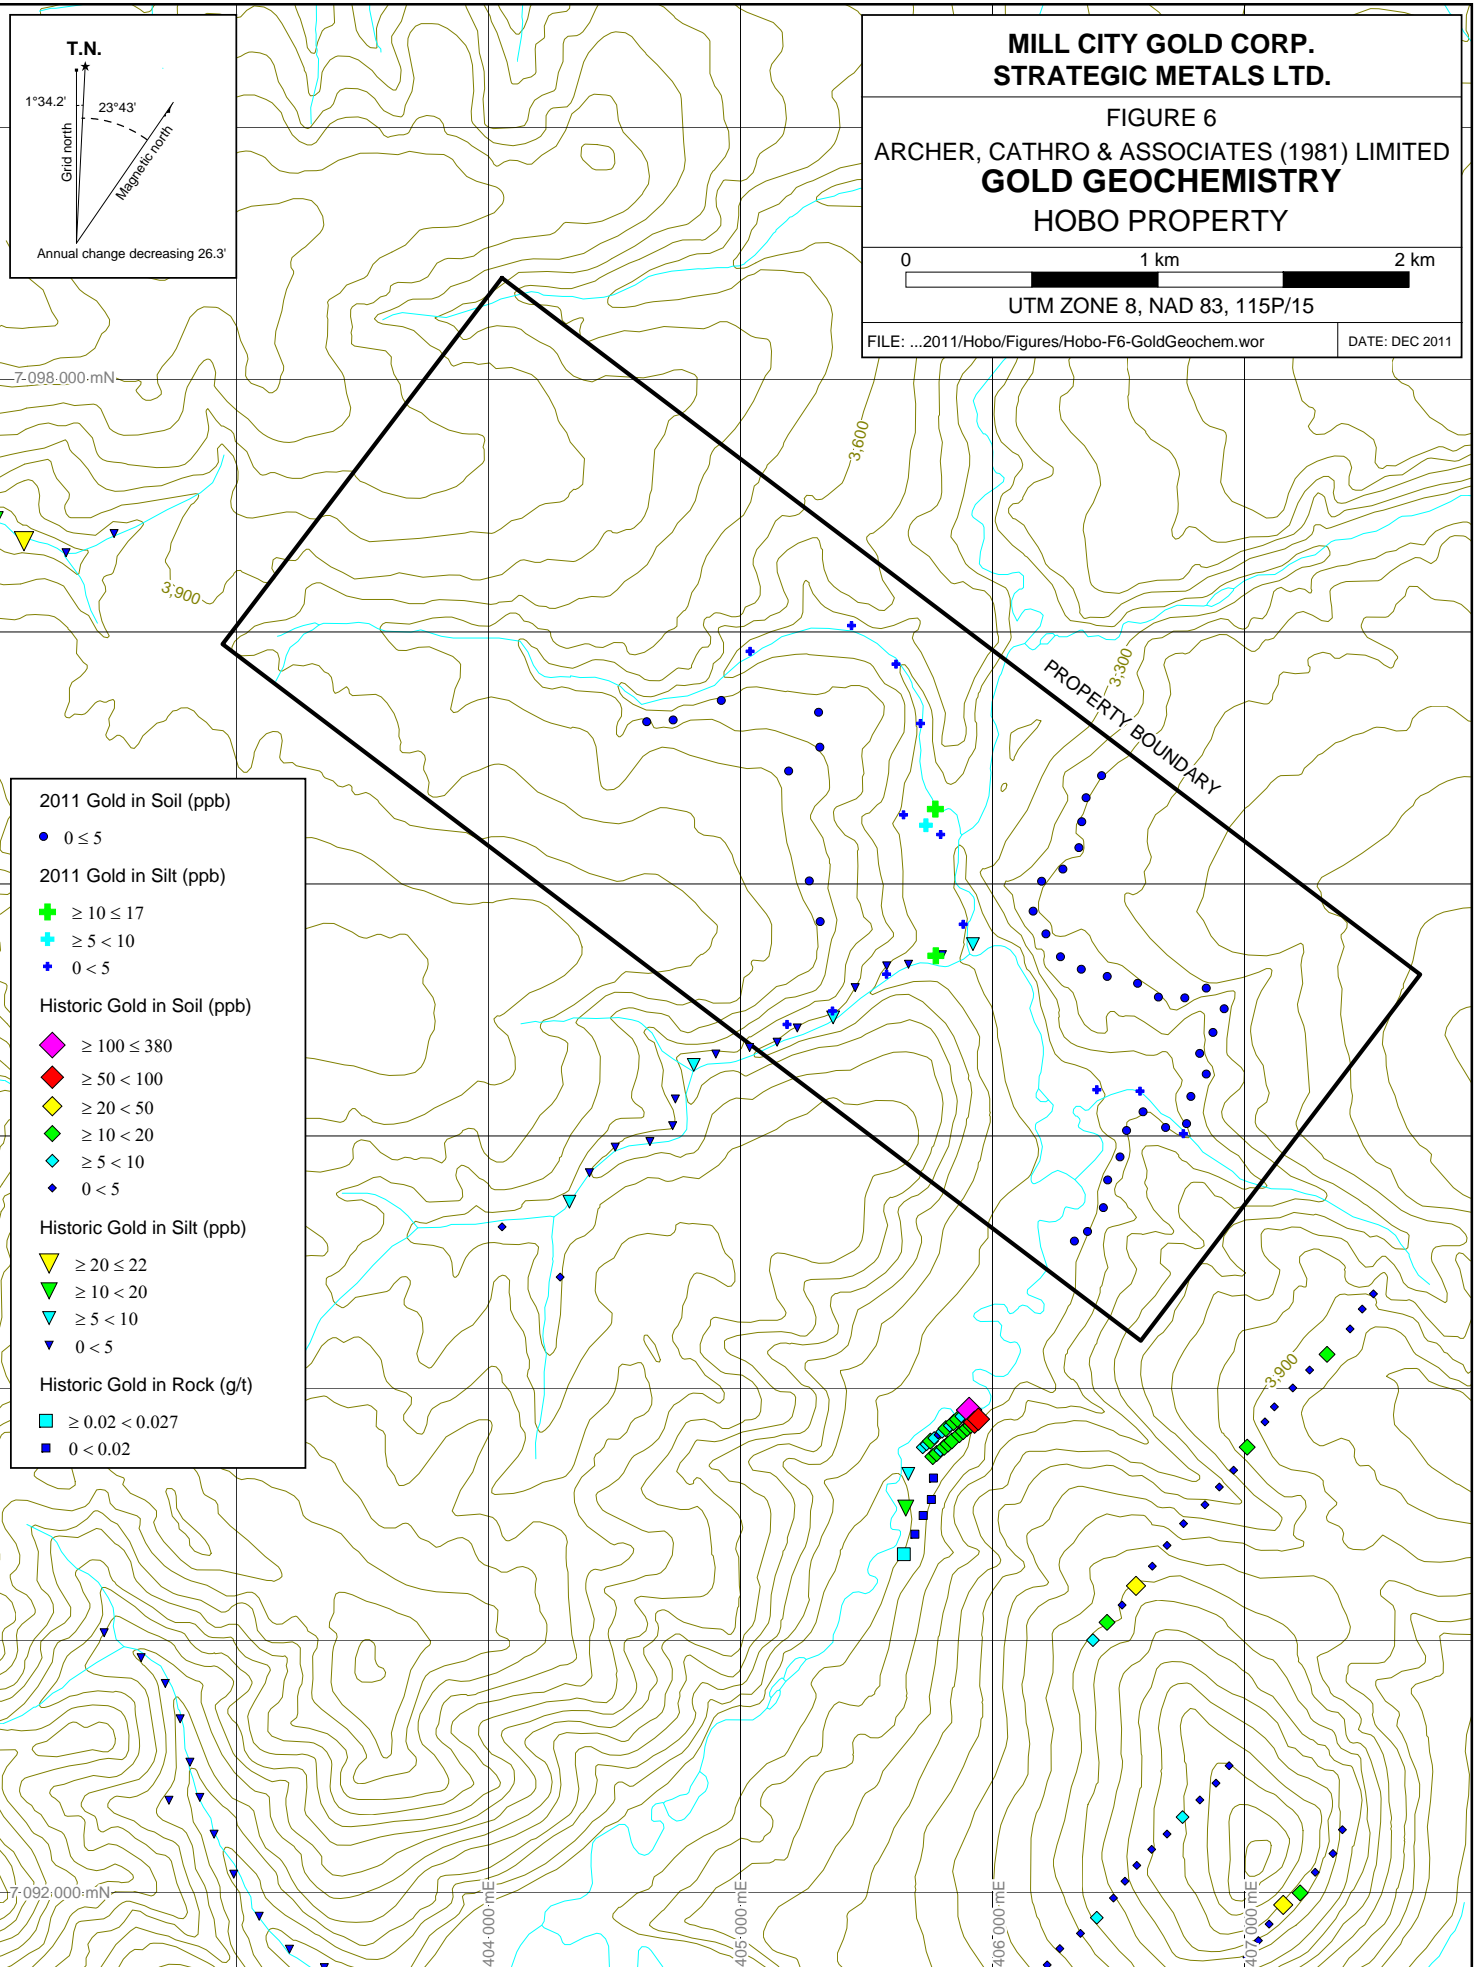 T.N.
1°34.2'
23°43'
Grid north
Magnetic north
Annual change decreasing 26.3'
MILL CITY GOLD CORP.
STRATEGIC METALS LTD.
FIGURE 6
ARCHER, CATHRO & ASSOCIATES (1981) LIMITED
GOLD GEOCHEMISTRY
HOBO PROPERTY
0 1 km 2 km
UTM ZONE 8, NAD 83, 115P/15
FILE: ...2011/Hobo/Figures/Hobo-F6-GoldGeochem.wor
DATE: DEC 2011
7 098 000 mN
3,600
3,900
3,300
PROPERTY BOUNDARY
2011 Gold in Soil (ppb)
0 ≤ 5
2011 Gold in Silt (ppb)
≥ 10 ≤ 17
≥ 5 < 10
0 < 5
Historic Gold in Soil (ppb)
≥ 100 ≤ 380
≥ 50 < 100
≥ 20 < 50
≥ 10 < 20
≥ 5 < 10
0 < 5
Historic Gold in Silt (ppb)
≥ 20 ≤ 22
≥ 10 < 20
≥ 5 < 10
0 < 5
Historic Gold in Rock (g/t)
≥ 0.02 < 0.027
0 < 0.02
3,900
7 092 000 mN
404 000 mE
405 000 mE
406 000 mE
407 000 mE